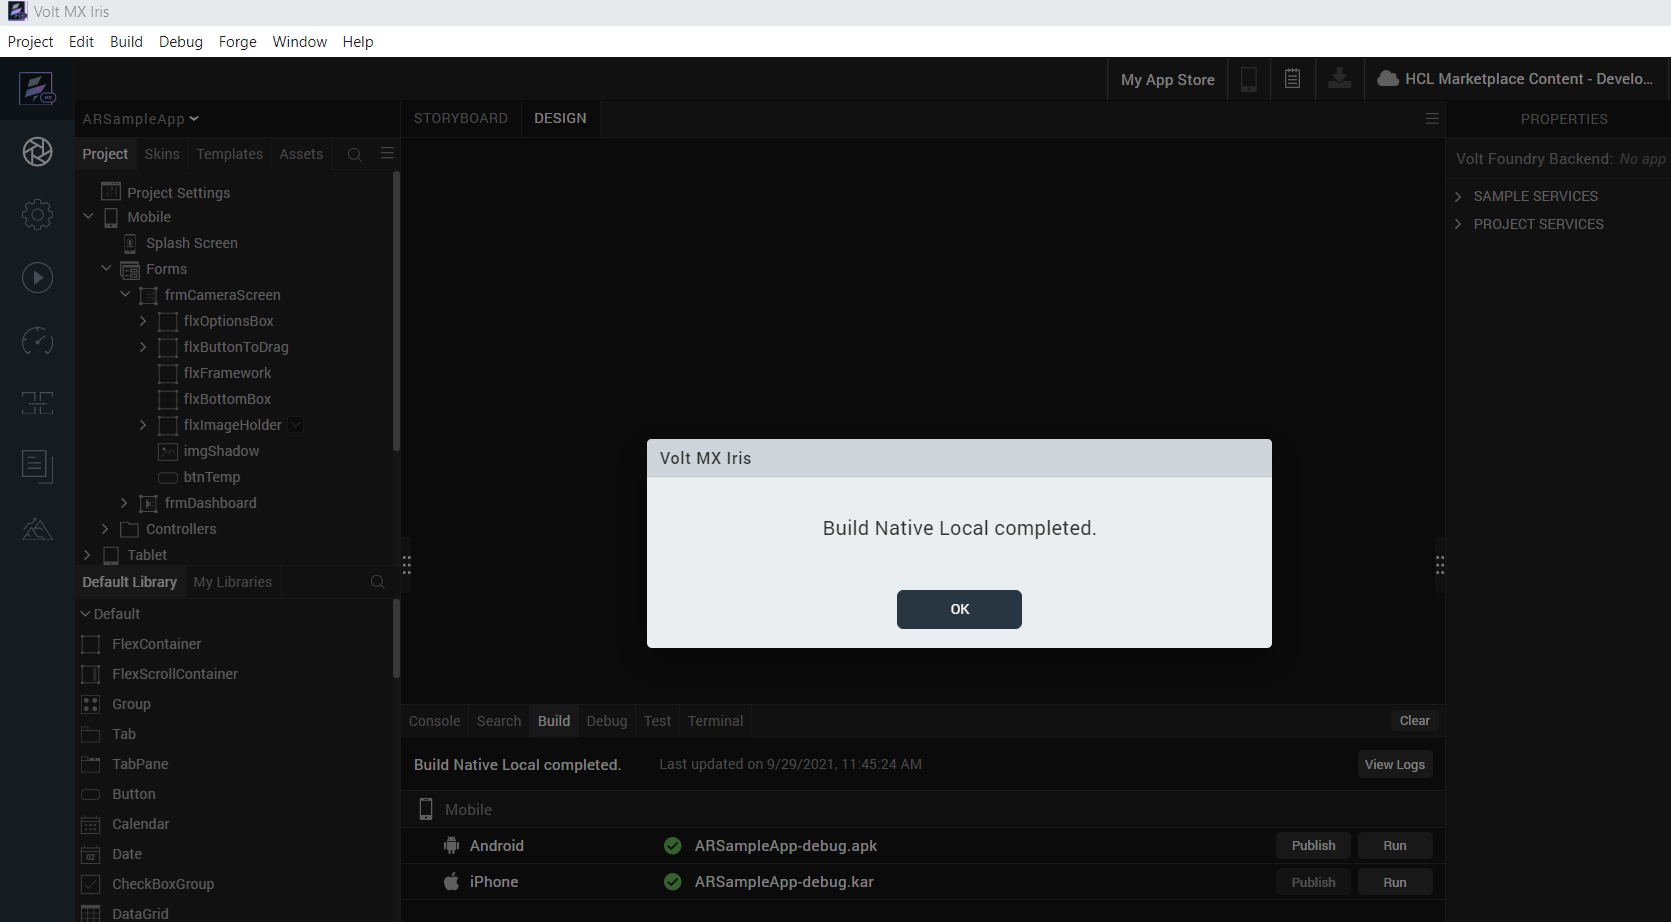 Volt MX Iris
Project Edit Build Debug Forge Window Help
MX
My App Store
HCL Marketplace Content - Develo...
ARSampleApp
STORYBOARD DESIGN
PROPERTIES
Project Skins Templates Assets
Volt Foundry Backend: No app
SAMPLE SERVICES
PROJECT SERVICES
Project Settings
Mobile
Splash Screen
Forms
frmCameraScreen
flxOptionsBox
flxButtonToDrag
flxFramework
flxBottomBox
flxImageHolder
imgShadow
btnTemp
frmDashboard
Controllers
Tablet
Default Library My Libraries
Default
FlexContainer
FlexScrollContainer
Group
Tab
TabPane
Button
Calendar
02
Date
CheckBoxGroup
DataGrid
Volt MX Iris
Build Native Local completed.
OK
Console Search Build Debug Test Terminal
Clear
Build Native Local completed. Last updated on 9/29/2021, 11:45:24 AM
View Logs
Mobile
Android ARSampleApp-debug.apk Publish Run
iPhone ARSampleApp-debug.kar Publish Run